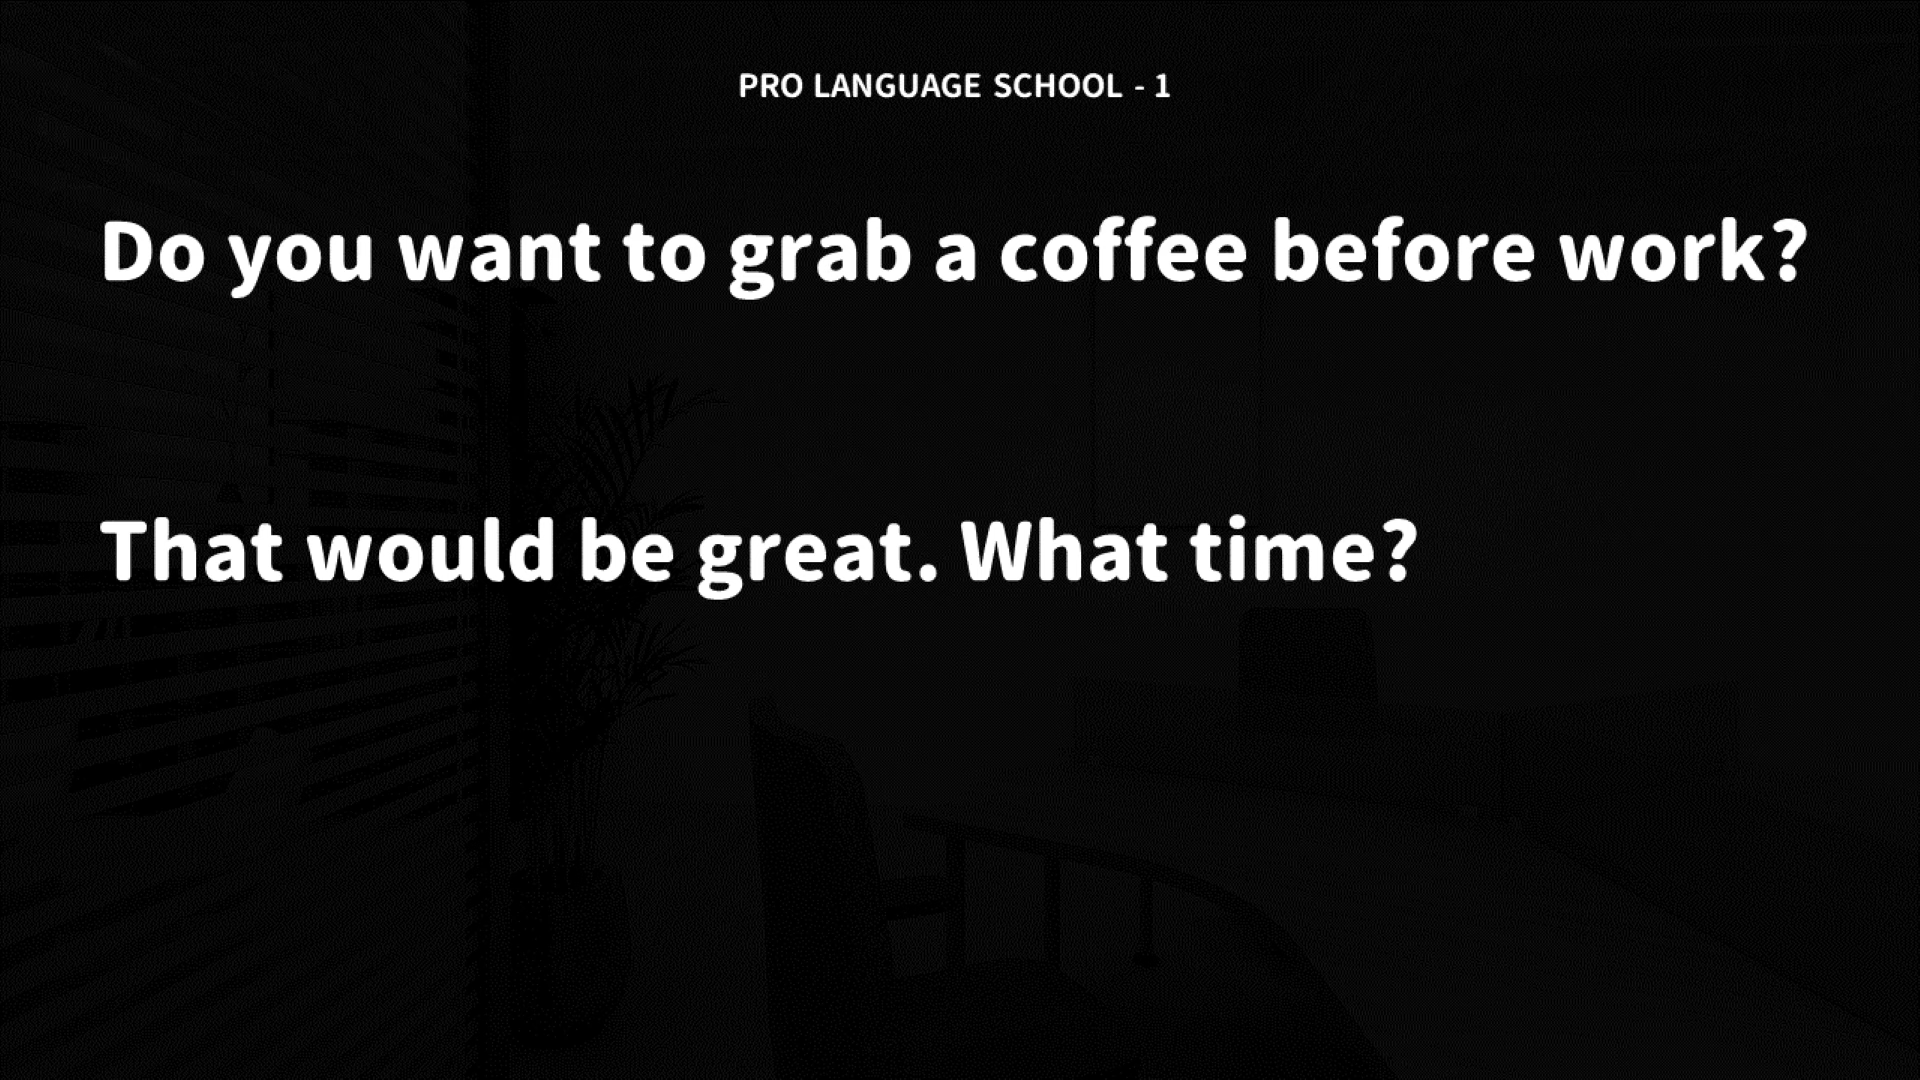 PRO LANGUAGE SCHOOL - 1
Do you want to grab a coffee before work?
That would be great. What time?